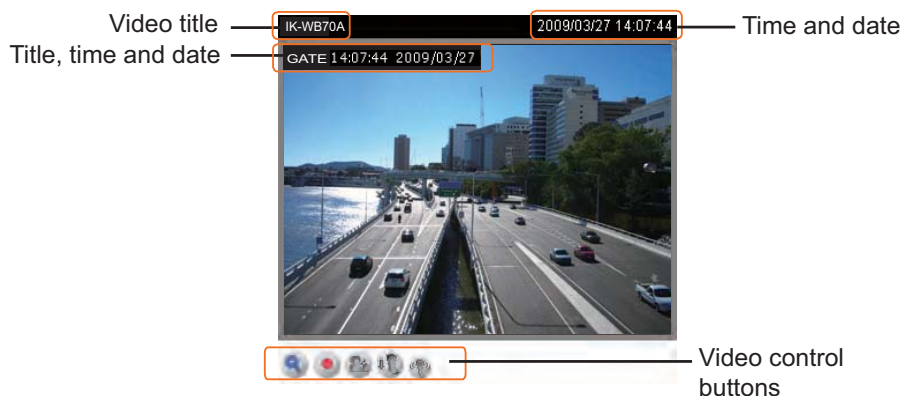 Video title
IK-WB70A
2009/03/27 14:07:44
Time and date
Title, time and date
GATE 14:07:44 2009/03/27
Video control
buttons